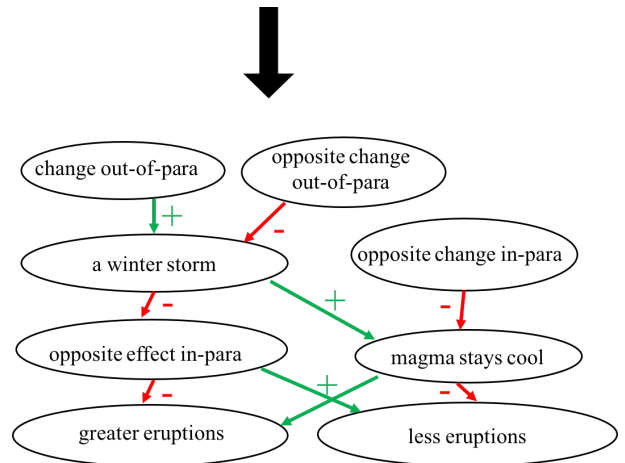 change out-of-para
opposite change
out-of-para
+
-
a winter storm
opposite change in-para
-
+
-
opposite effect in-para
magma stays cool
-
+
-
greater eruptions
less eruptions